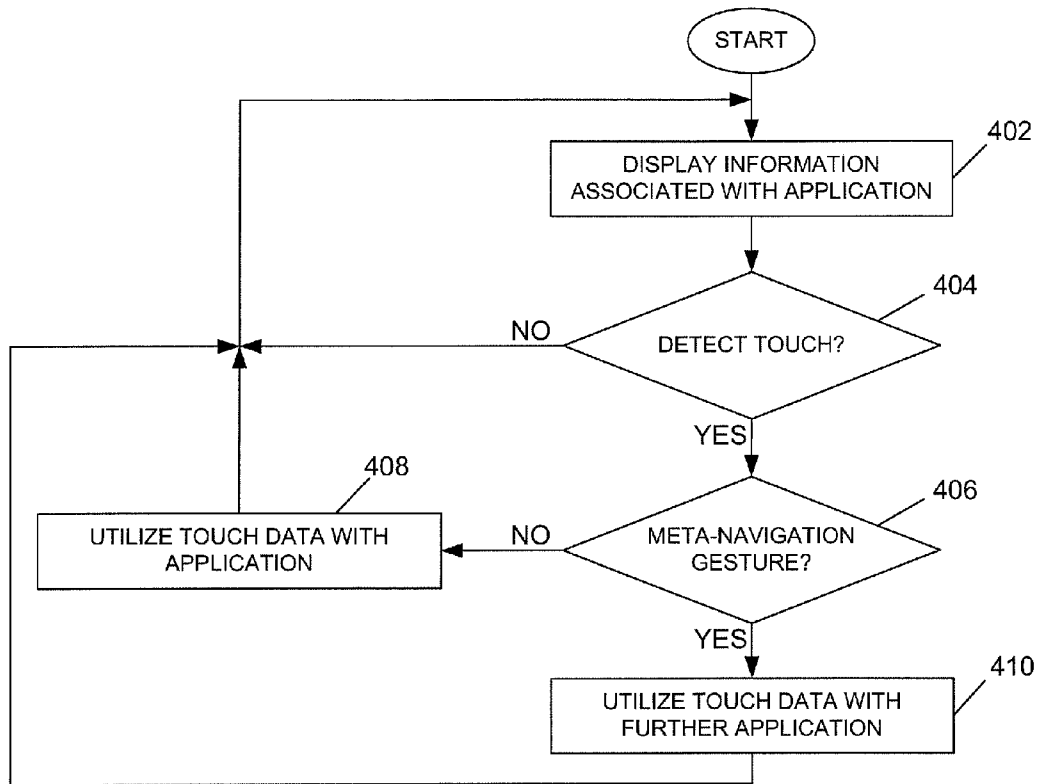 START
402
DISPLAY INFORMATION
ASSOCIATED WITH APPLICATION
404
DETECT TOUCH?
NO
YES
408
406
UTILIZE TOUCH DATA WITH
APPLICATION
NO
META-NAVIGATION
GESTURE?
YES
410
UTILIZE TOUCH DATA WITH
FURTHER APPLICATION